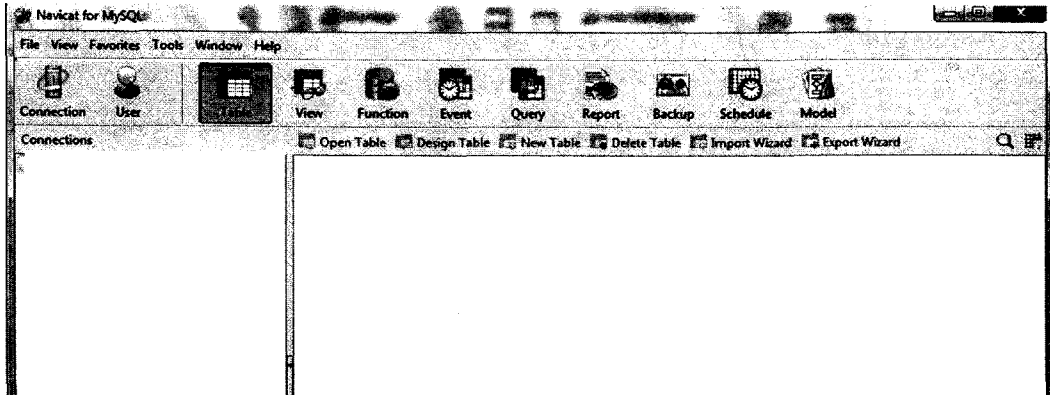 Navicat for MySQL
File View Favorites Tools Window Help
Connection User Table View Function Event Query Report Backup Schedule Model
Connections Open Table Design Table New Table Delete Table Import Wizard Export Wizard